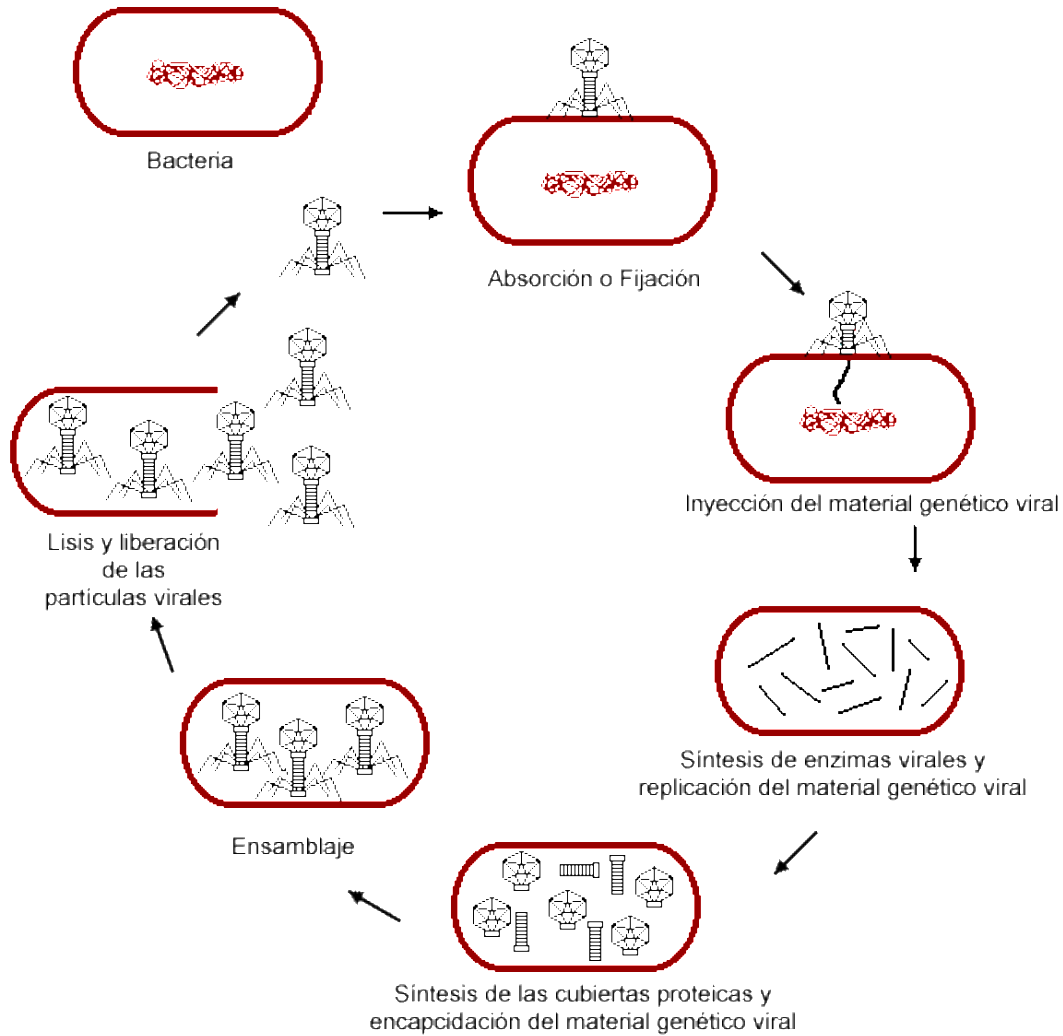 Bacteria
Absorción o Fijación
Inyección del material genético viral
Síntesis de enzimas virales y
replicación del material genético viral
Síntesis de las cubiertas proteicas y
encapcidación del material genético viral
Ensamblaje
Lisis y liberación
de las
partículas virales